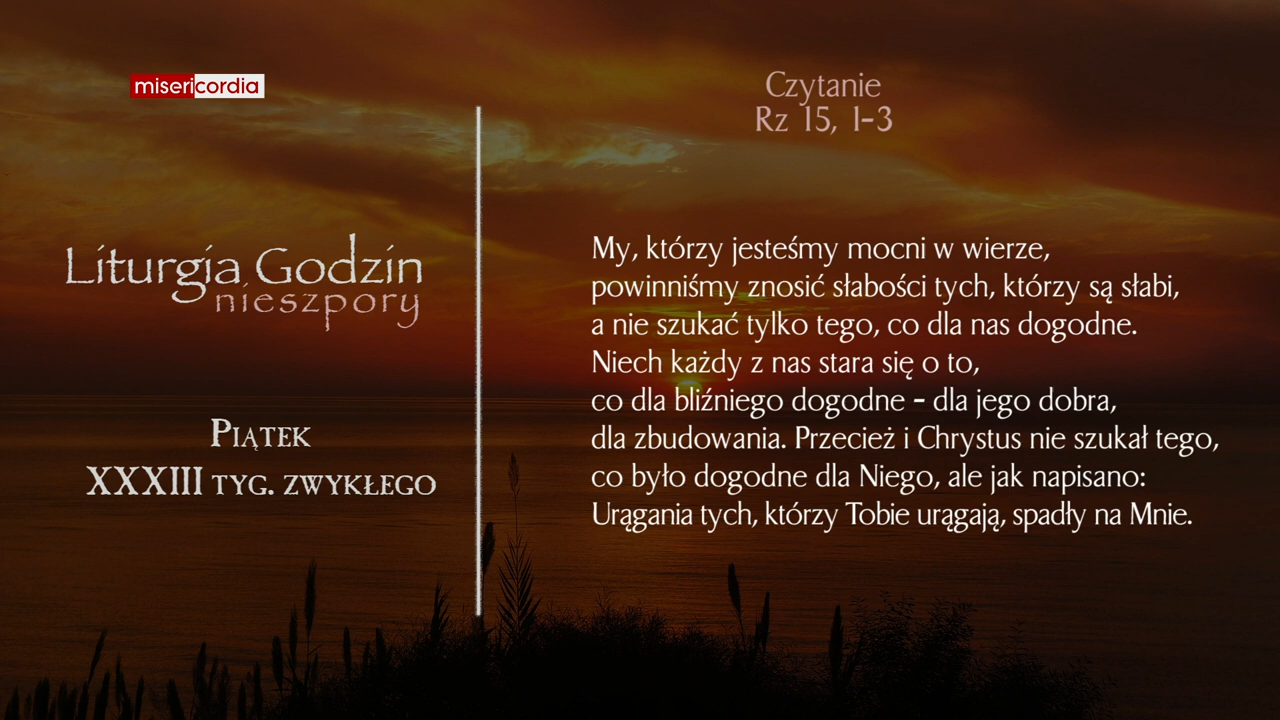 misericordia
Liturgia Godzin
nieszpory
Piątek
XXXIII tyg. zwykłego
Czytanie
Rz 15, 1-3
My, którzy jesteśmy mocni w wierze,
powinniśmy znosić słabości tych, którzy są słabi,
a nie szukać tylko tego, co dla nas dogodne.
Niech każdy z nas stara się o to,
co dla bliźniego dogodne - dla jego dobra,
dla zbudowania. Przecież i Chrystus nie szukał tego,
co było dogodne dla Niego, ale jak napisano:
Urągania tych, którzy Tobie urągają, spadły na Mnie.